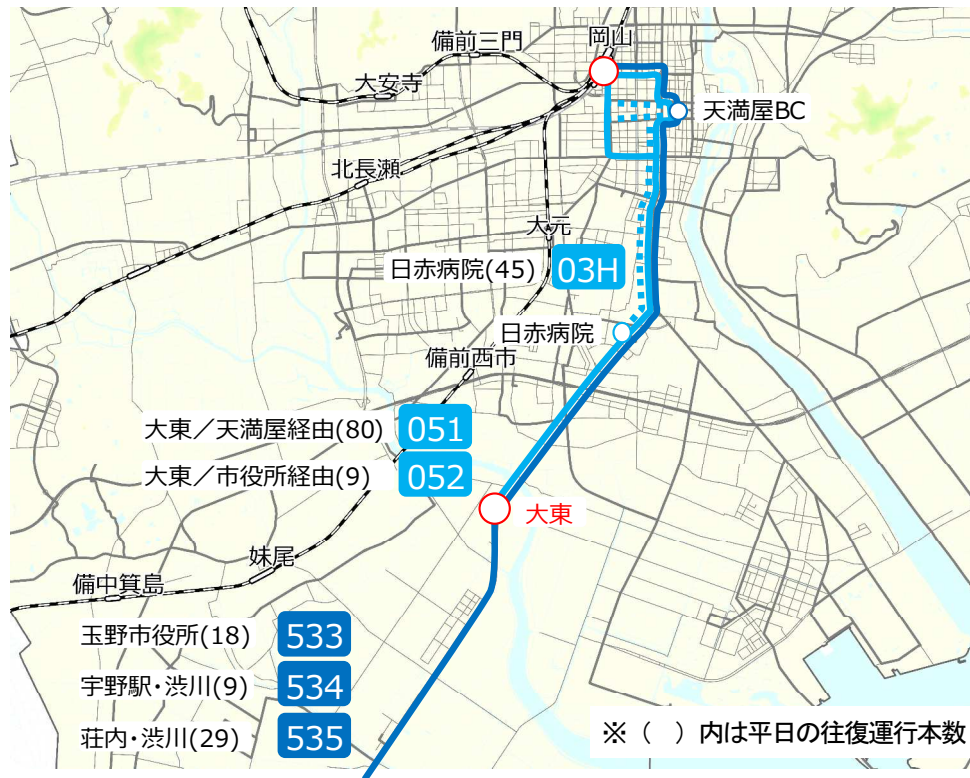 岡山
備前三門
大安寺
天満屋BC
北長瀬
大元
日赤病院(45) 03H
日赤病院
備前西市
大東／天満屋経由(80) 051
大東／市役所経由(9) 052
大東
妹尾
備中箕島
玉野市役所(18) 533
宇野駅・渋川(9) 534
荘内・渋川(29) 535
※（　）内は平日の往復運行本数